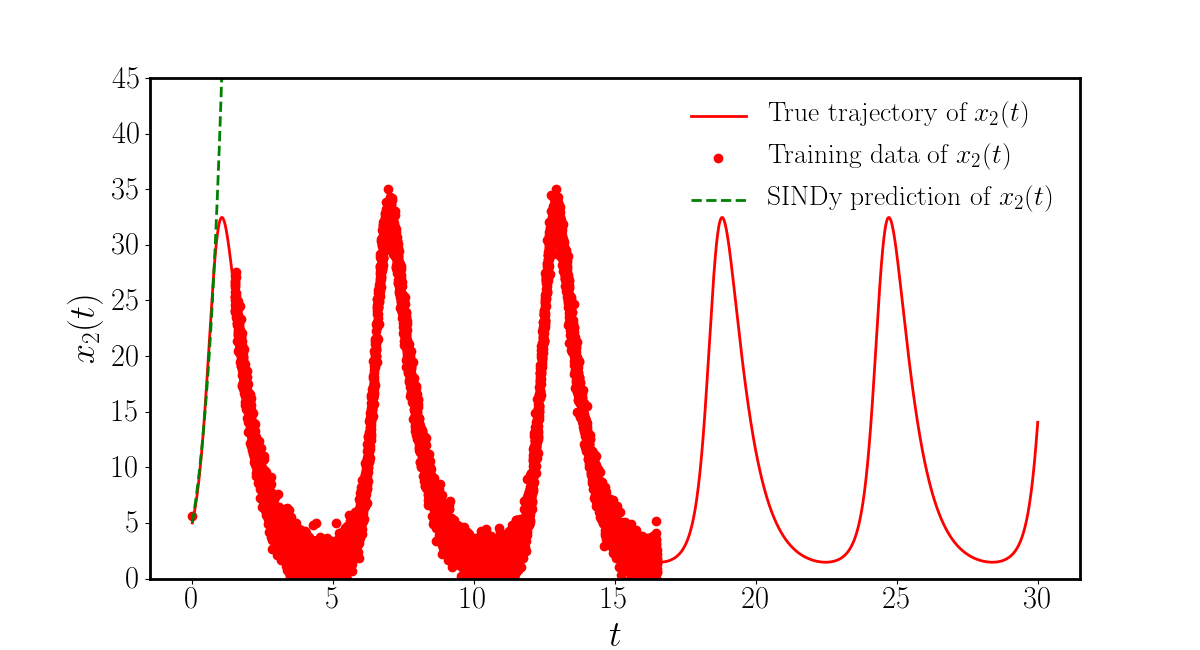 45
40
35
30
25
20
15
10
5
0
x₂(t)
0 5 10 15 20 25 30
t
True trajectory of x₂(t)
Training data of x₂(t)
SINDy prediction of x₂(t)